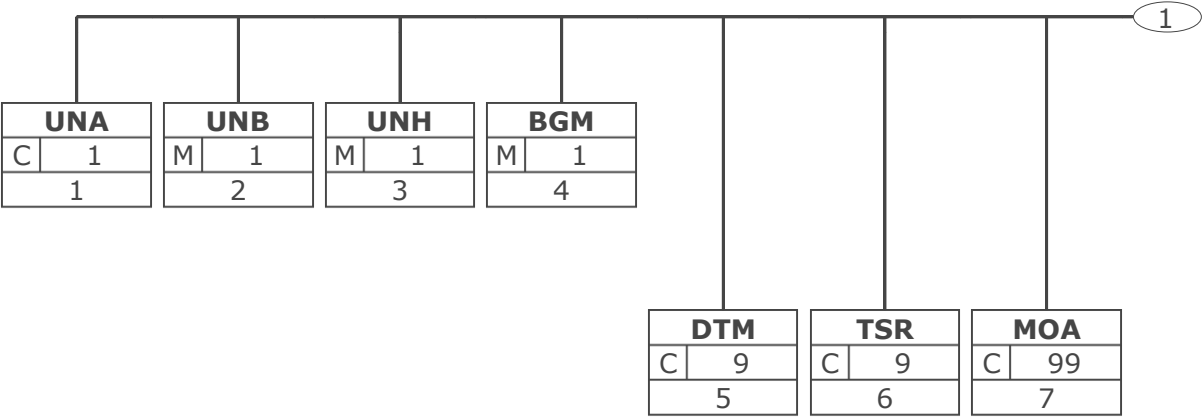 1
UNA UNB UNH BGM
C 1 M 1 M 1 M 1
1 2 3 4
DTM TSR MOA
C 9 C 9 C 99
5 6 7